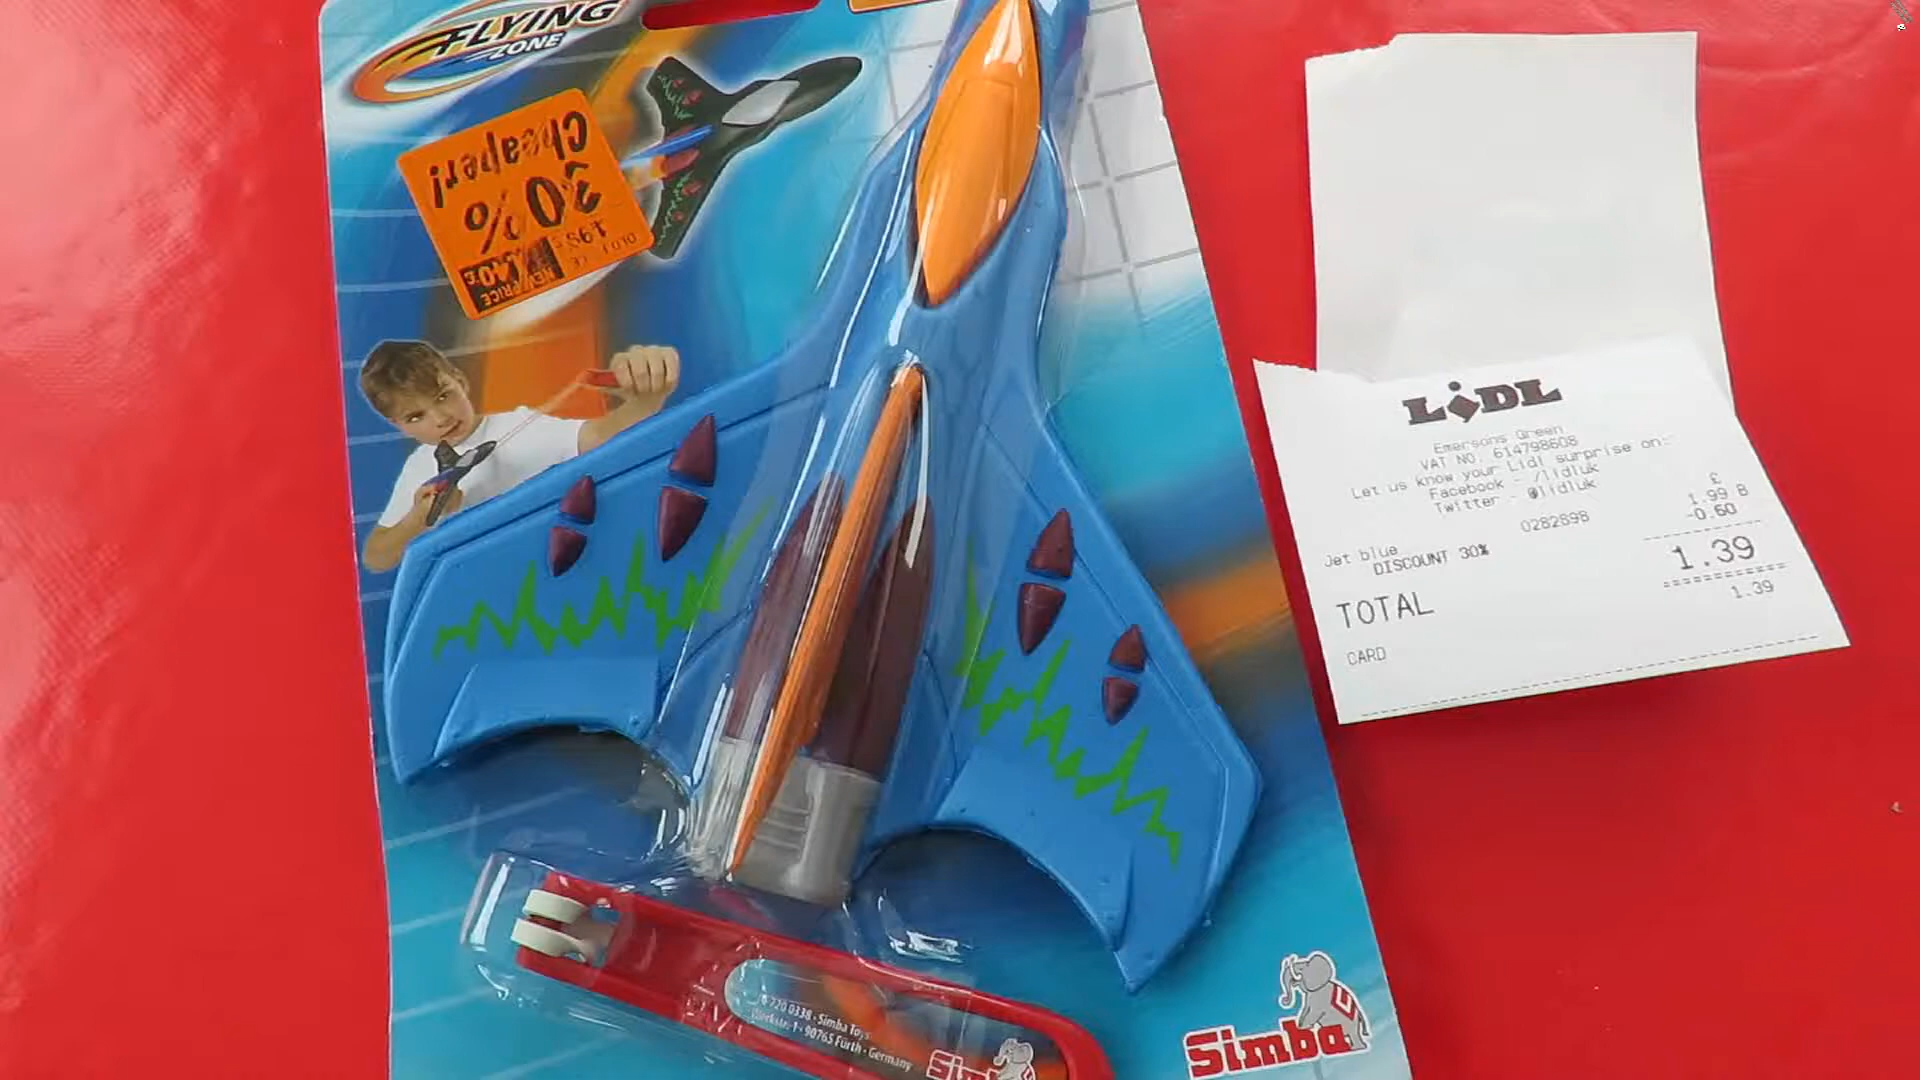 FLYING
ZONE
30%
Cheaper!
NEW PRICE
Simba
0338 · Simba Toys
1 · 90765 Fürth · Germany
LiDL
Emersons Green
VAT NO. 614798608
Let us know your Lidl surprise on:
Facebook - /lidluk
Twitter - @lidluk
0282898
£
Jet blue 1.99 B
DISCOUNT 30% -0.60
TOTAL 1.39
CARD 1.39